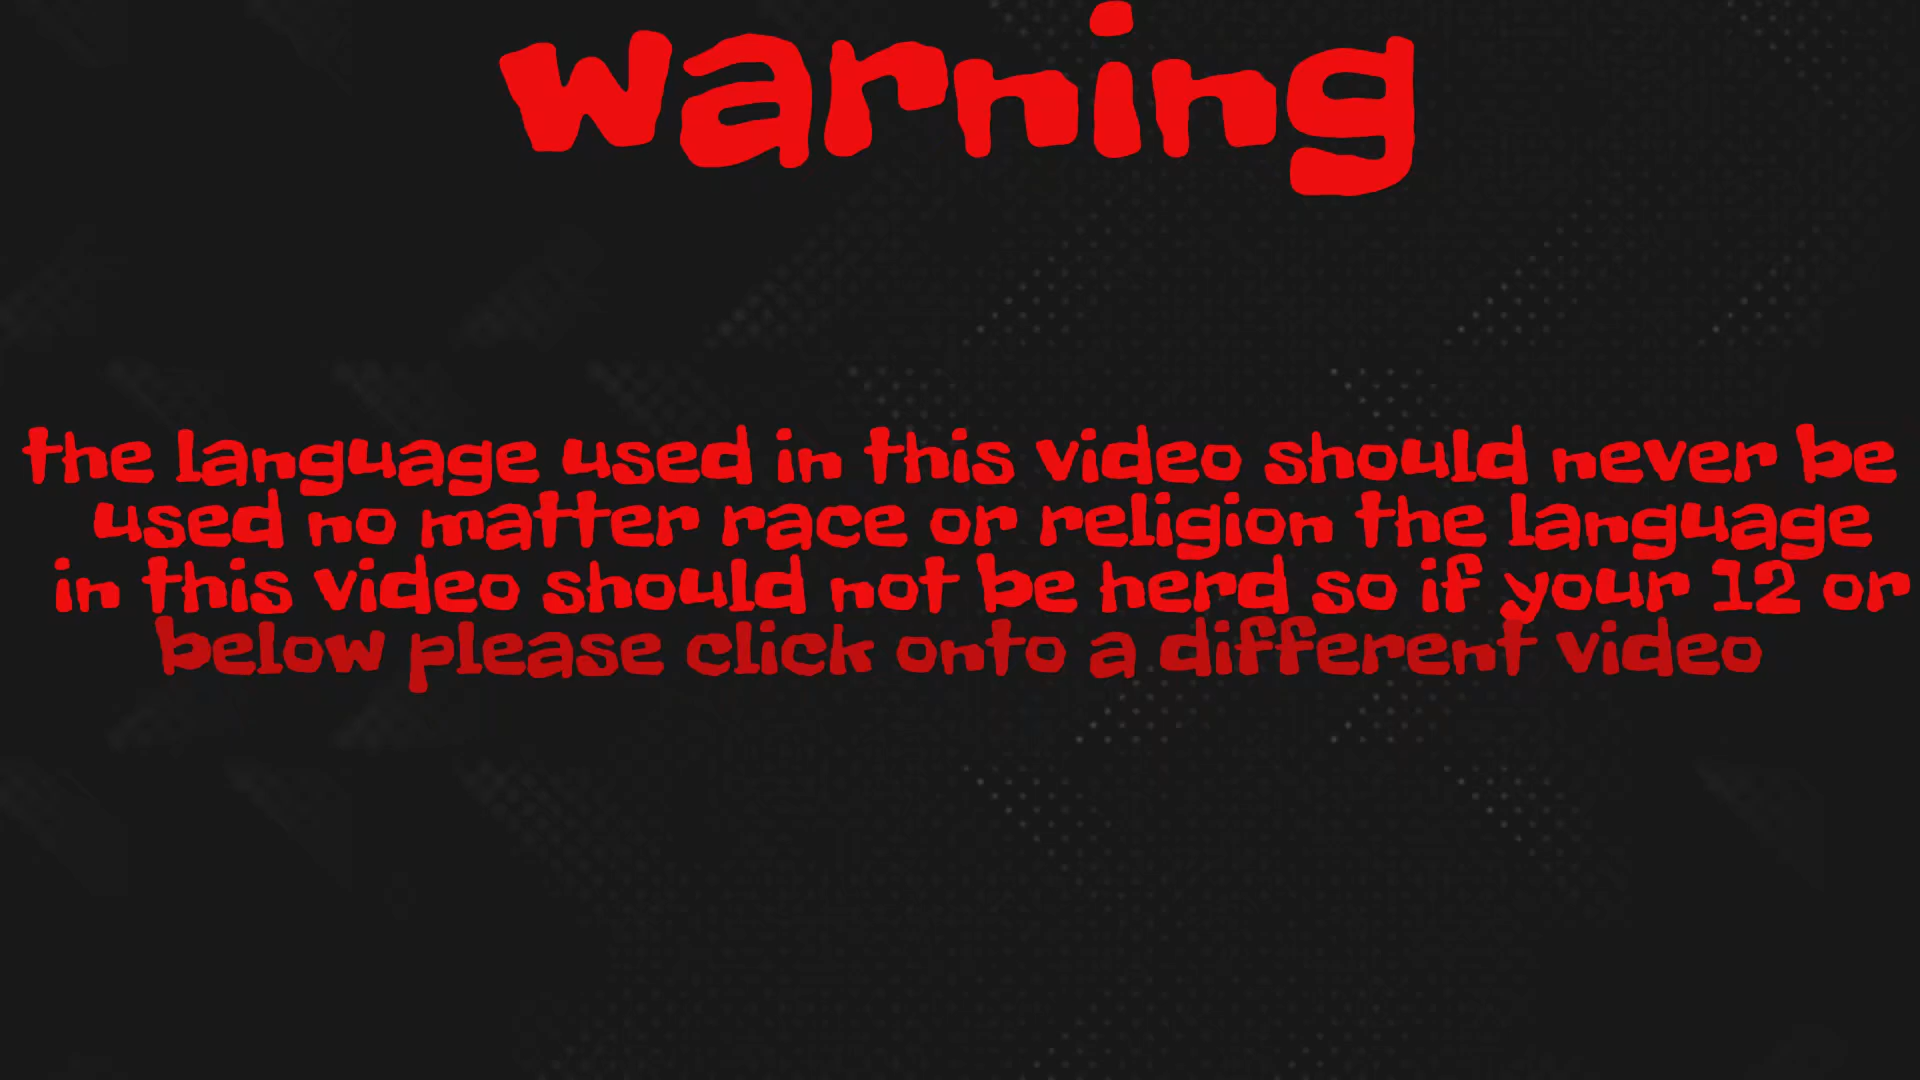 warning
the language used in this video should never be
used no matter race or religion the language
in this video should not be herd so if your 12 or
below please click onto a different video